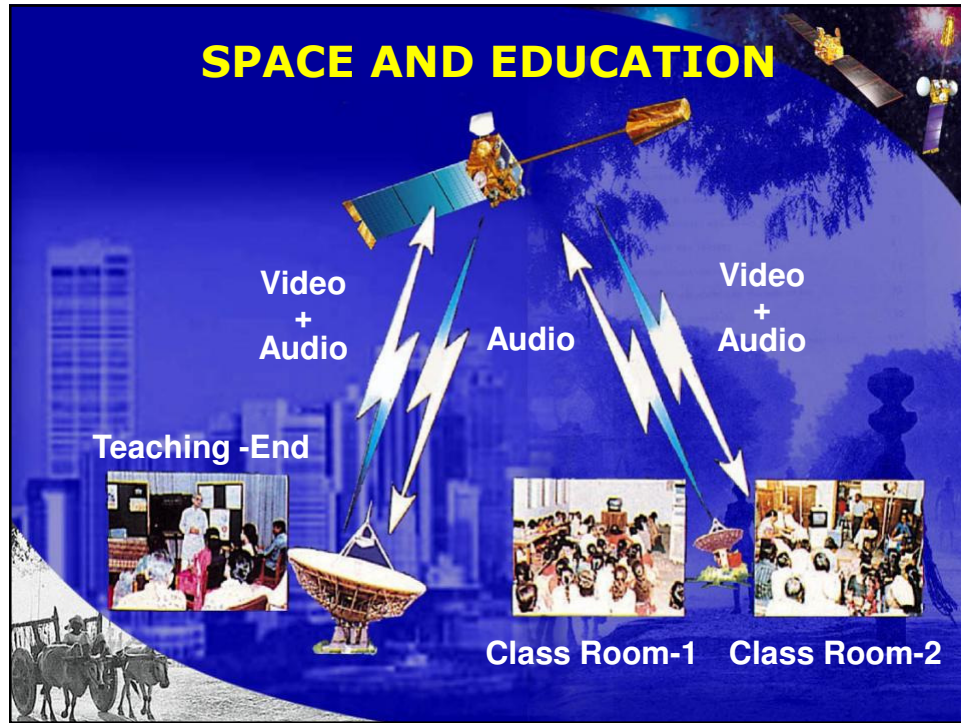 SPACE AND EDUCATION
Video
+
Audio
Audio
Video
+
Audio
Teaching -End
Class Room-1
Class Room-2